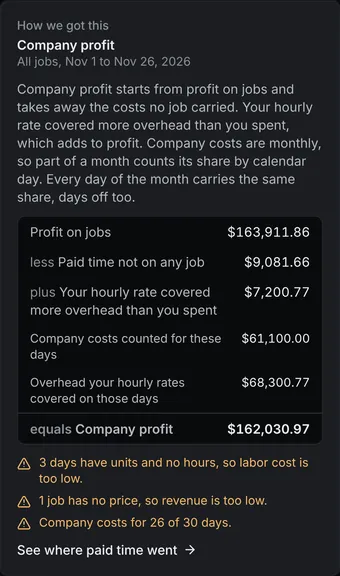 How we got this
Company profit
All jobs, Nov 1 to Nov 26, 2026
Company profit starts from profit on jobs and
takes away the costs no job carried. Your hourly
rate covered more overhead than you spent,
which adds to profit. Company costs are monthly,
so part of a month counts its share by calendar
day. Every day of the month carries the same
share, days off too.
Profit on jobs $163,911.86
less Paid time not on any job $9,081.66
plus Your hourly rate covered $7,200.77
more overhead than you spent
Company costs counted for these $61,100.00
days
Overhead your hourly rates $68,300.77
covered on those days
equals Company profit $162,030.97
3 days have units and no hours, so labor cost is
too low.
1 job has no price, so revenue is too low.
Company costs for 26 of 30 days.
See where paid time went →